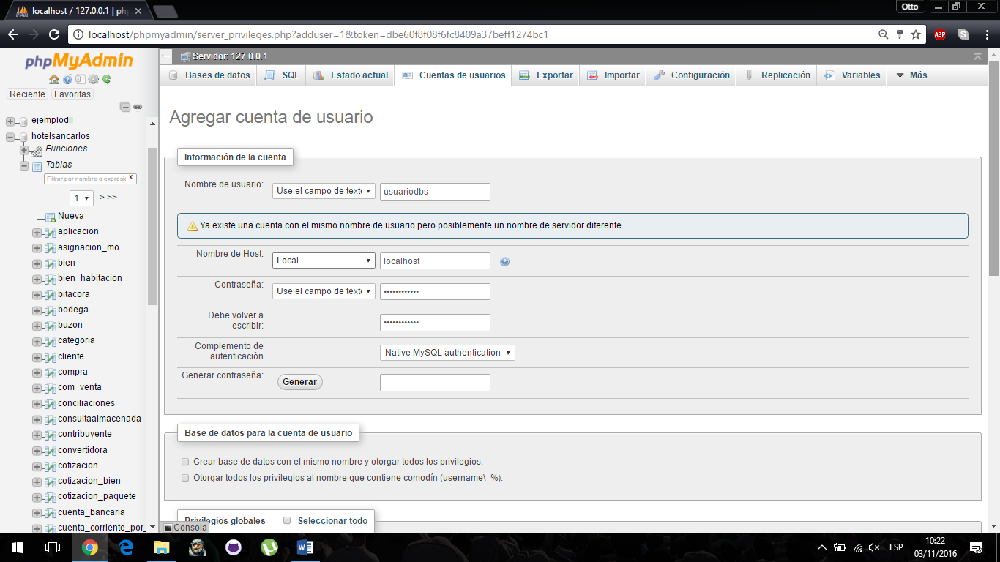 localhost / 127.0.0.1 | ph
Otto
localhost/phpmyadmin/server_privileges.php?adduser=1&token=dbe60f8f08f6fc8409a37beff1274bc1
ABP
phpMyAdmin
Reciente
Favoritas
ejemplodll
hotelsancarlos
Funciones
Tablas
Filtrar por nombre o expresic
X
1
> >>
Nueva
aplicacion
asignacion_mo
bien
bien_habitacion
bitacora
bodega
buzon
categoria
cliente
compra
com_venta
conciliaciones
consultaalmacenada
contribuyente
convertidora
cotizacion
cotizacion_bien
cotizacion_paquete
cuenta_bancaria
cuenta_corriente_por_
Servidor: 127.0.0.1
Bases de datos
SQL
Estado actual
Cuentas de usuarios
Exportar
Importar
Configuración
Replicación
Variables
Más
Agregar cuenta de usuario
Información de la cuenta
Nombre de usuario:
Use el campo de texto
usuariodbs
Ya existe una cuenta con el mismo nombre de usuario pero posiblemente un nombre de servidor diferente.
Nombre de Host:
Local
localhost
Contraseña:
Use el campo de texto
••••••••••••
Debe volver a
escribir:
••••••••••••
Complemento de
autenticación
Native MySQL authentication
Generar contraseña:
Generar
Base de datos para la cuenta de usuario
Crear base de datos con el mismo nombre y otorgar todos los privilegios.
Otorgar todos los privilegios al nombre que contiene comodín (username\_%).
Privilegios globales
Seleccionar todo
Consola
ESP
10:22
03/11/2016